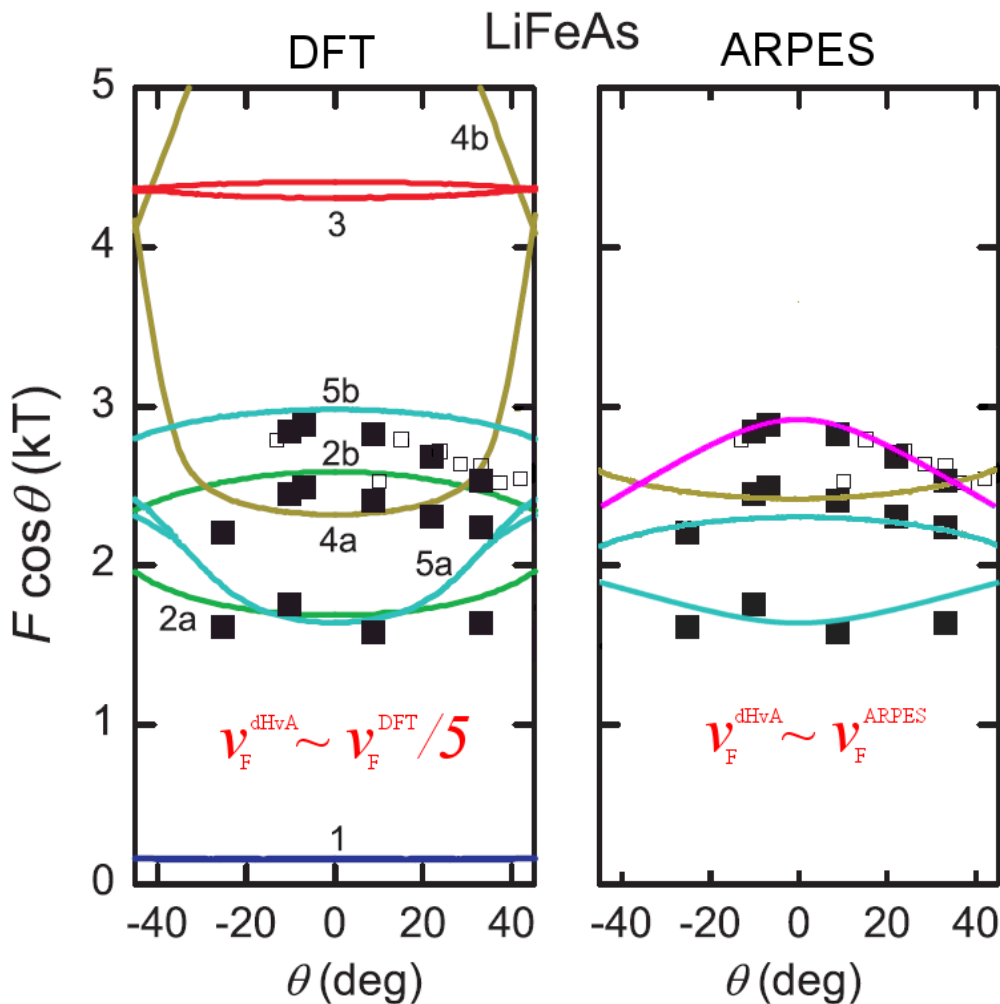 LiFeAs
DFT
ARPES
5
4
3
2
1
0
F cosθ (kT)
4b
3
5b
2b
4a
5a
2a
1
v_F^dHvA ~ v_F^DFT/5
v_F^dHvA ~ v_F^ARPES
-40 -20 0 20 40
-40 -20 0 20 40
θ (deg)
θ (deg)